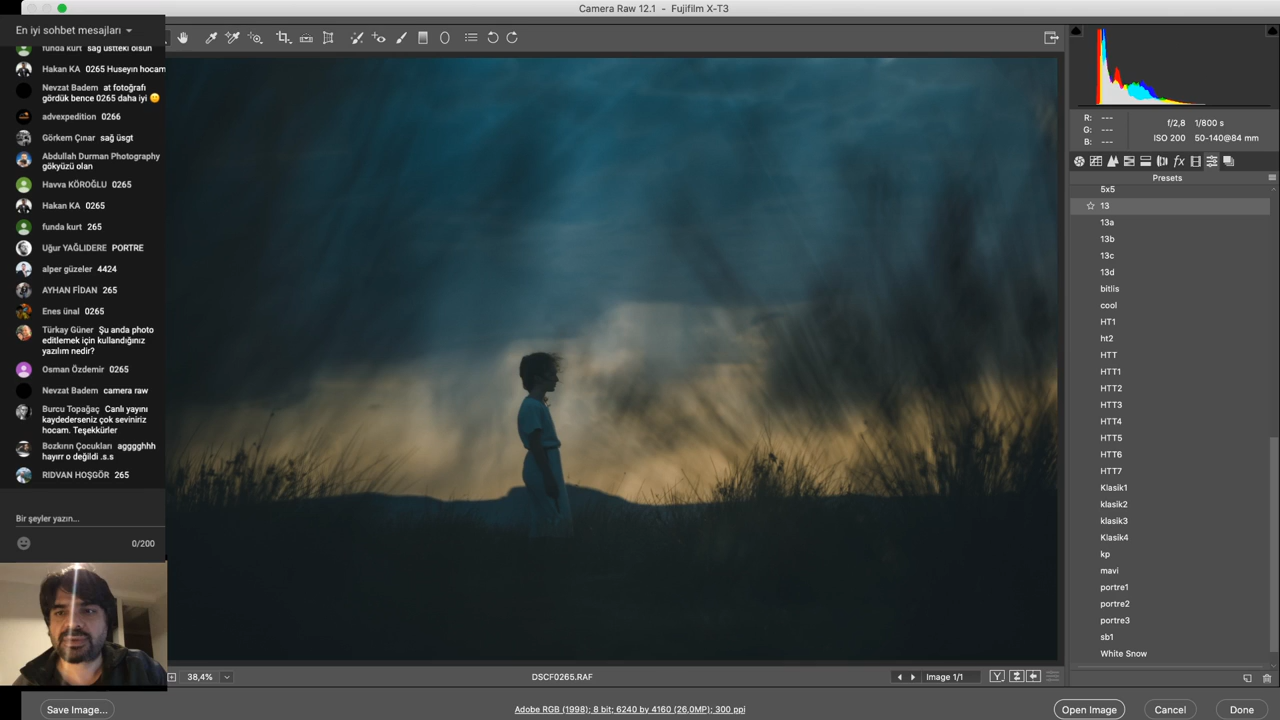 Camera Raw 12.1 - Fujifilm X-T3
En iyi sohbet mesajları
funda kurt sağ üstteki olsun
Hakan KA 0265 Huseyın hocam
Nevzat Badem at fotoğrafı
gördük bence 0265 daha iyi
advexpedition 0266
Görkem Çınar sağ üsgt
Abdullah Durman Photography
gökyüzü olan
Havva KÖROĞLU 0265
Hakan KA 0265
funda kurt 265
Uğur YAĞLIDERE PORTRE
alper güzeler 4424
AYHAN FİDAN 265
Enes ünal 0265
Türkay Güner Şu anda photo
editlemek için kullandığınız
yazılım nedir?
Osman Özdemir 0265
Nevzat Badem camera raw
Burcu Topağaç Canlı yayını
kaydederseniz çok seviniriz
hocam. Teşekkürler
Bozkırın Çocukları agggghhh
hayırr o değildi .s.s
RIDVAN HOŞGÖR 265
Bir şeyler yazın...
0/200
R: ---
G: ---
B: ---
f/2,8 1/800 s
ISO 200 50-140@84 mm
fx
Presets
5x5
13
13a
13b
13c
13d
bitlis
cool
HT1
ht2
HTT
HTT1
HTT2
HTT3
HTT4
HTT5
HTT6
HTT7
Klasik1
klasik2
klasik3
Klasik4
kp
mavi
portre1
portre2
portre3
sb1
White Snow
38,4%
DSCF0265.RAF
Image 1/1
Y
Save Image...
Adobe RGB (1998); 8 bit; 6240 by 4160 (26,0MP); 300 ppi
Open Image
Cancel
Done